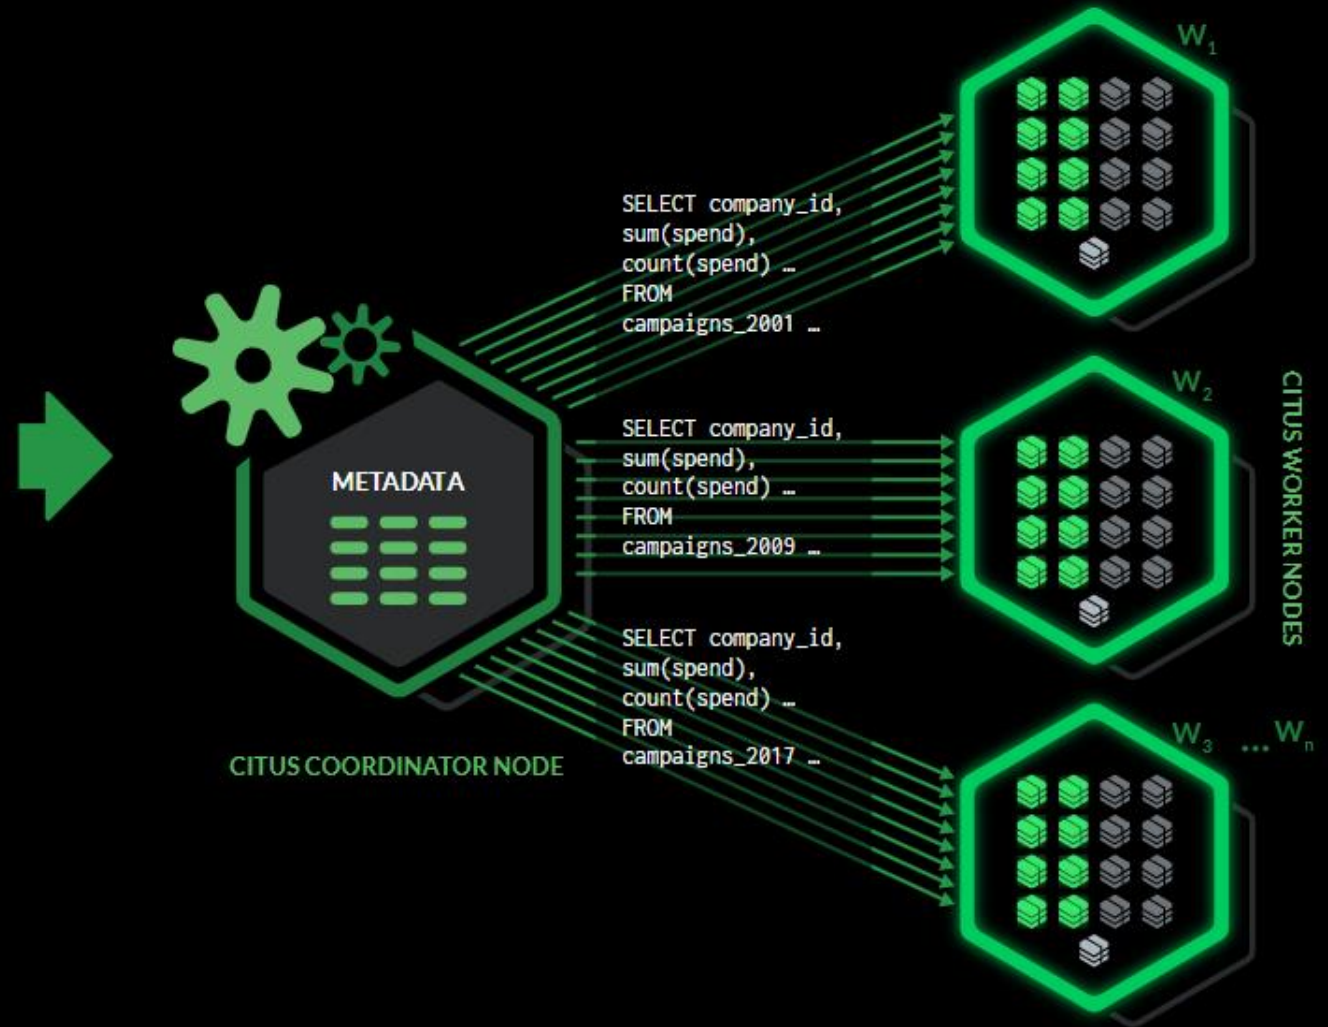 W1
SELECT company_id,
sum(spend),
count(spend) …
FROM
campaigns_2001 …
METADATA
CITUS COORDINATOR NODE
SELECT company_id,
sum(spend),
count(spend) …
FROM
campaigns_2009 …
W2
SELECT company_id,
sum(spend),
count(spend) …
FROM
campaigns_2017 …
W3 ...Wn
CITUS WORKER NODES